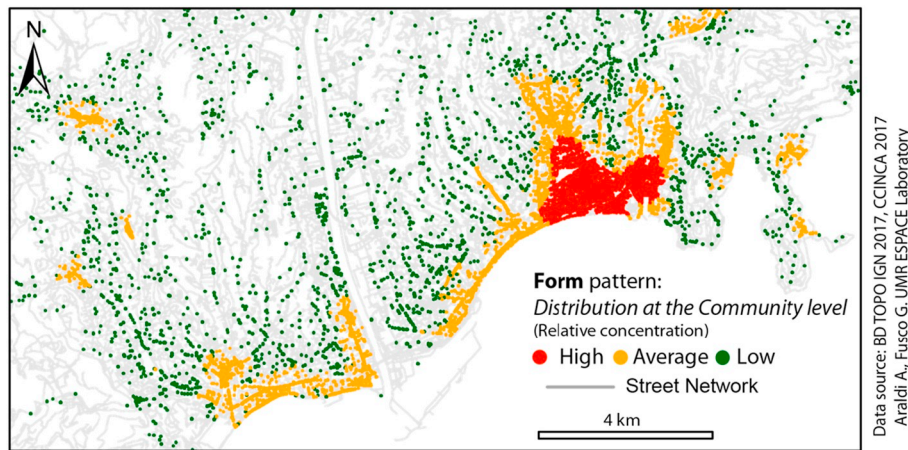 N
Form pattern:
Distribution at the Community level
(Relative concentration)
High Average Low
Street Network
4 km
Data source: BD TOPO IGN 2017, CCINCA 2017
Araldi A., Fusco G. UMR ESPACE Laboratory